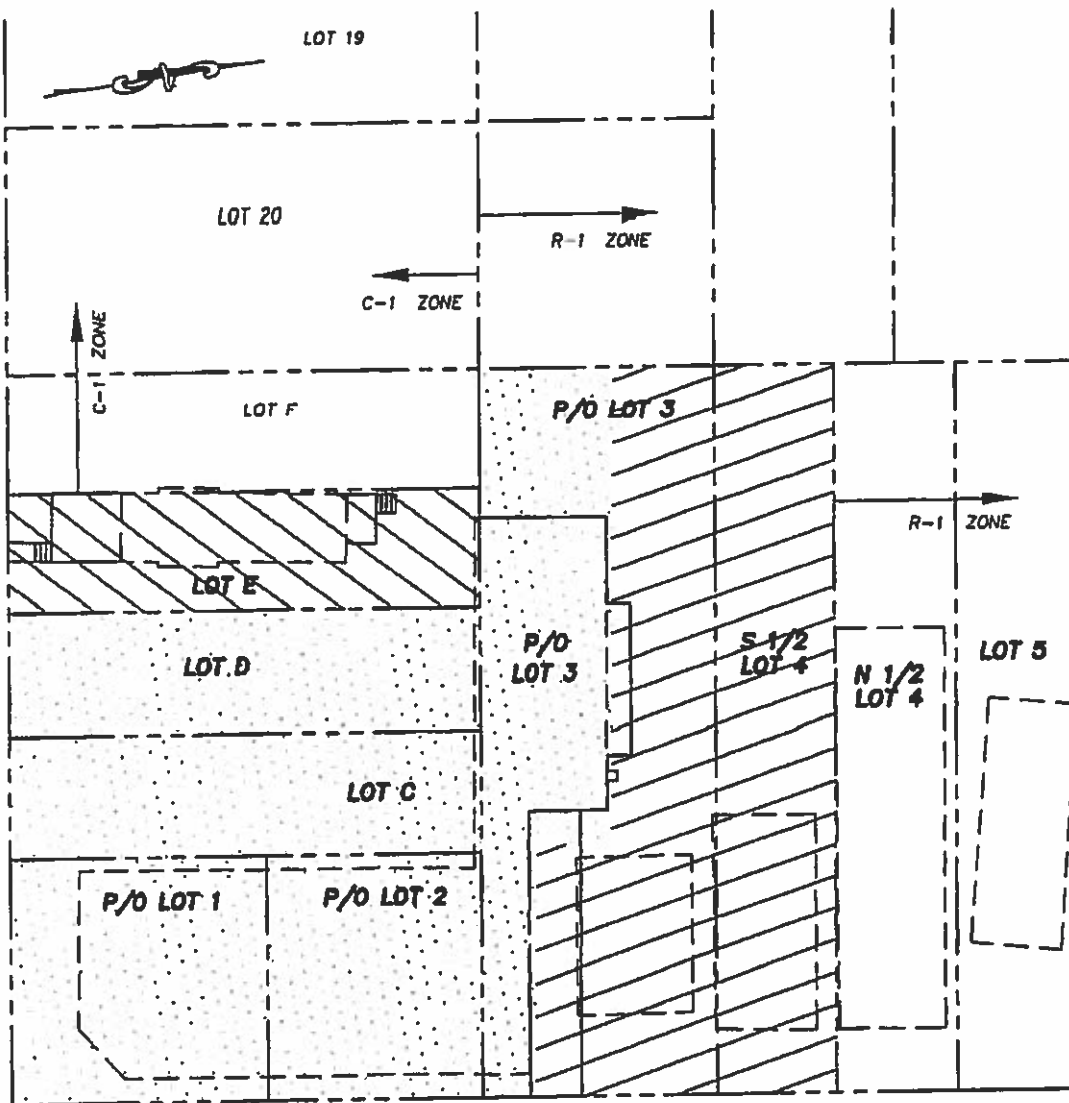 LOT 19
LOT 20
R-1 ZONE
C-1 ZONE
C-1 ZONE
LOT F
P/O LOT 3
R-1 ZONE
LOT E
LOT D
P/O
LOT 3
S 1/2
LOT 4
N 1/2
LOT 4
LOT 5
LOT C
P/O LOT 1
P/O LOT 2